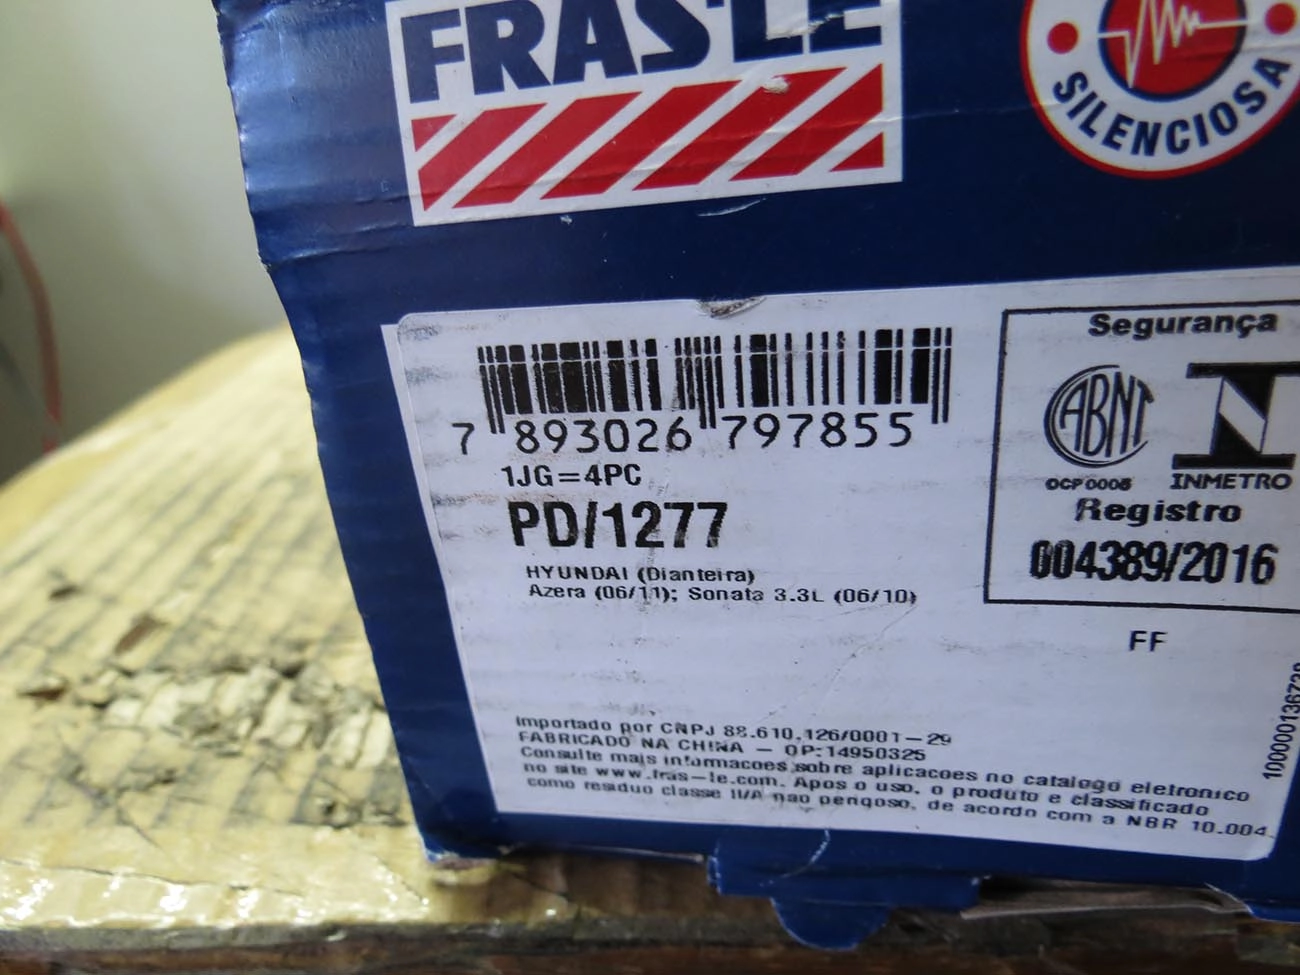 FRAS-LE
SILENCIOSA
7 893026 797855
1JG=4PC
PD/1277
HYUNDAI (Dianteira)
Azera (06/11); Sonata 3.3L (06/10)
Segurança
ABNT
OCP 0005
INMETRO
Registro
004389/2016
FF
Importado por CNPJ 88.610.126/0001-29
FABRICADO NA CHINA - OP:14950325
Consulte mais informacoes sobre aplicacoes no catalogo eletronico
no site www.fras-le.com. Apos o uso, o produto e classificado
como residuo classe II/A nao perigoso, de acordo com a NBR 10.004.